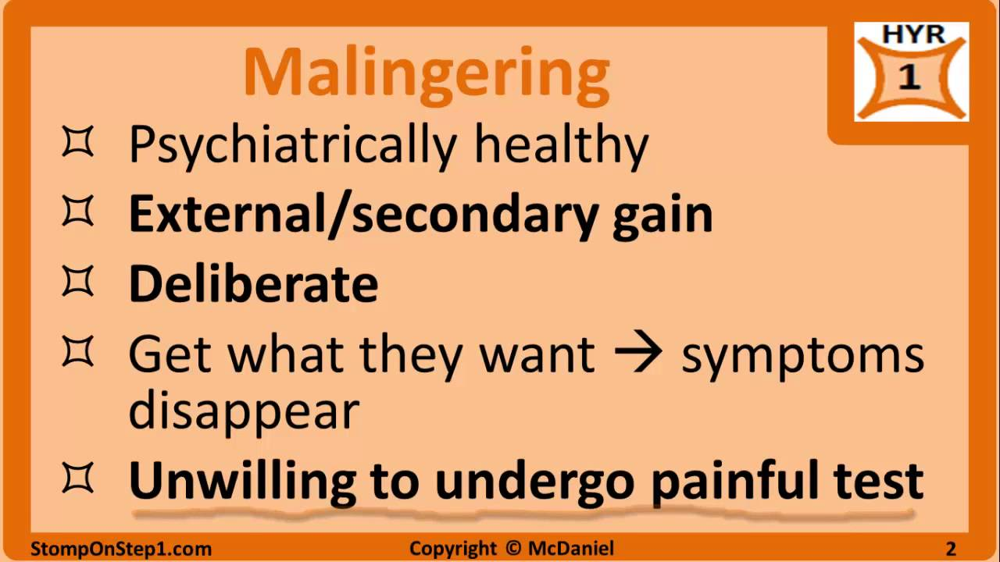 HYR
1
Malingering
Psychiatrically healthy
External/secondary gain
Deliberate
Get what they want → symptoms
disappear
Unwilling to undergo painful test
StompOnStep1.com
Copyright © McDaniel
2